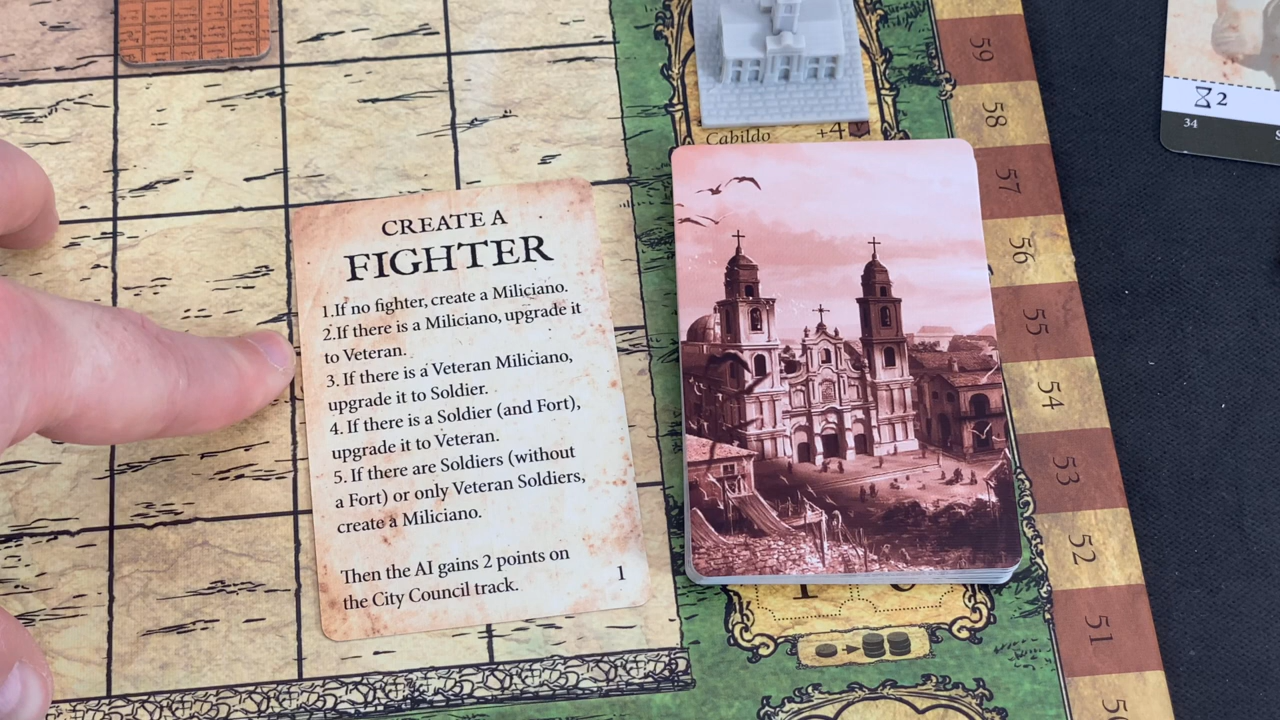 CREATE A
FIGHTER
1.If no fighter, create a Miliciano.
2.If there is a Miliciano, upgrade it
to Veteran.
3. If there is a Veteran Miliciano,
upgrade it to Soldier.
4. If there is a Soldier (and Fort),
upgrade it to Veteran.
5. If there are Soldiers (without
a Fort) or only Veteran Soldiers,
create a Miliciano.
Then the AI gains 2 points on
the City Council track.
1
Cabildo +4
59
58
57
56
55
54
53
52
51
2
34